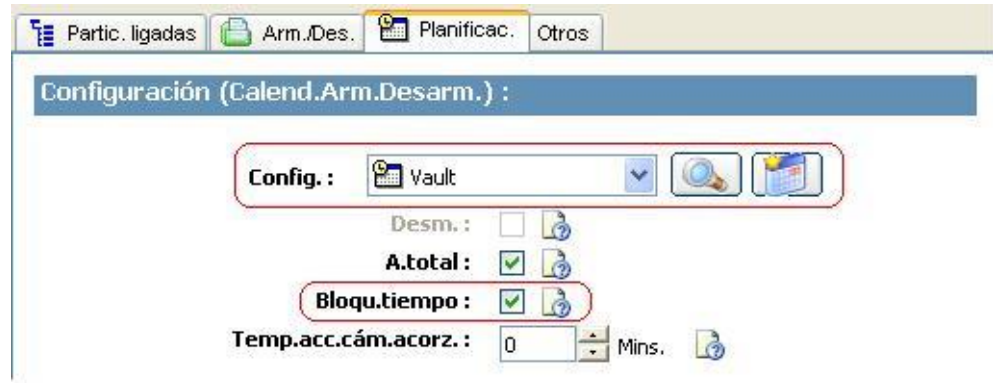 Partic. ligadas Arm./Des. Planificac. Otros
Configuración (Calend.Arm.Desarm.) :
Config. : Vault
Desm. :
A.total :
Bloqu.tiempo :
Temp.acc.cám.acorz. : 0 Mins.